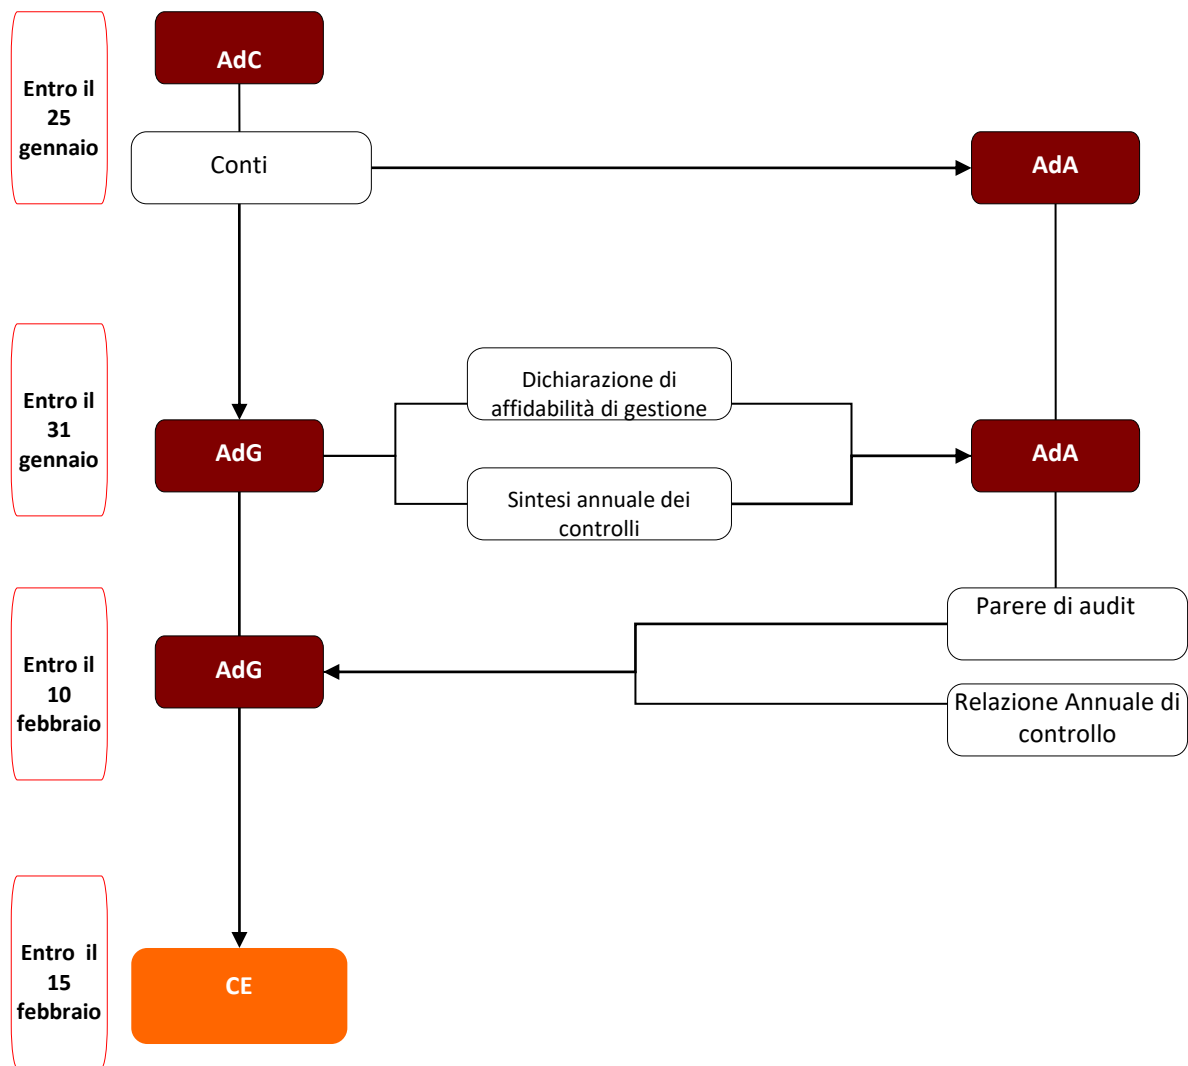 AdC
Entro il
25
gennaio
Conti
AdA
Dichiarazione di
affidabilità di gestione
Entro il
31
gennaio
AdG
AdA
Sintesi annuale dei
controlli
Parere di audit
Entro il
10
febbraio
AdG
Relazione Annuale di
controllo
Entro  il
15
febbraio
CE